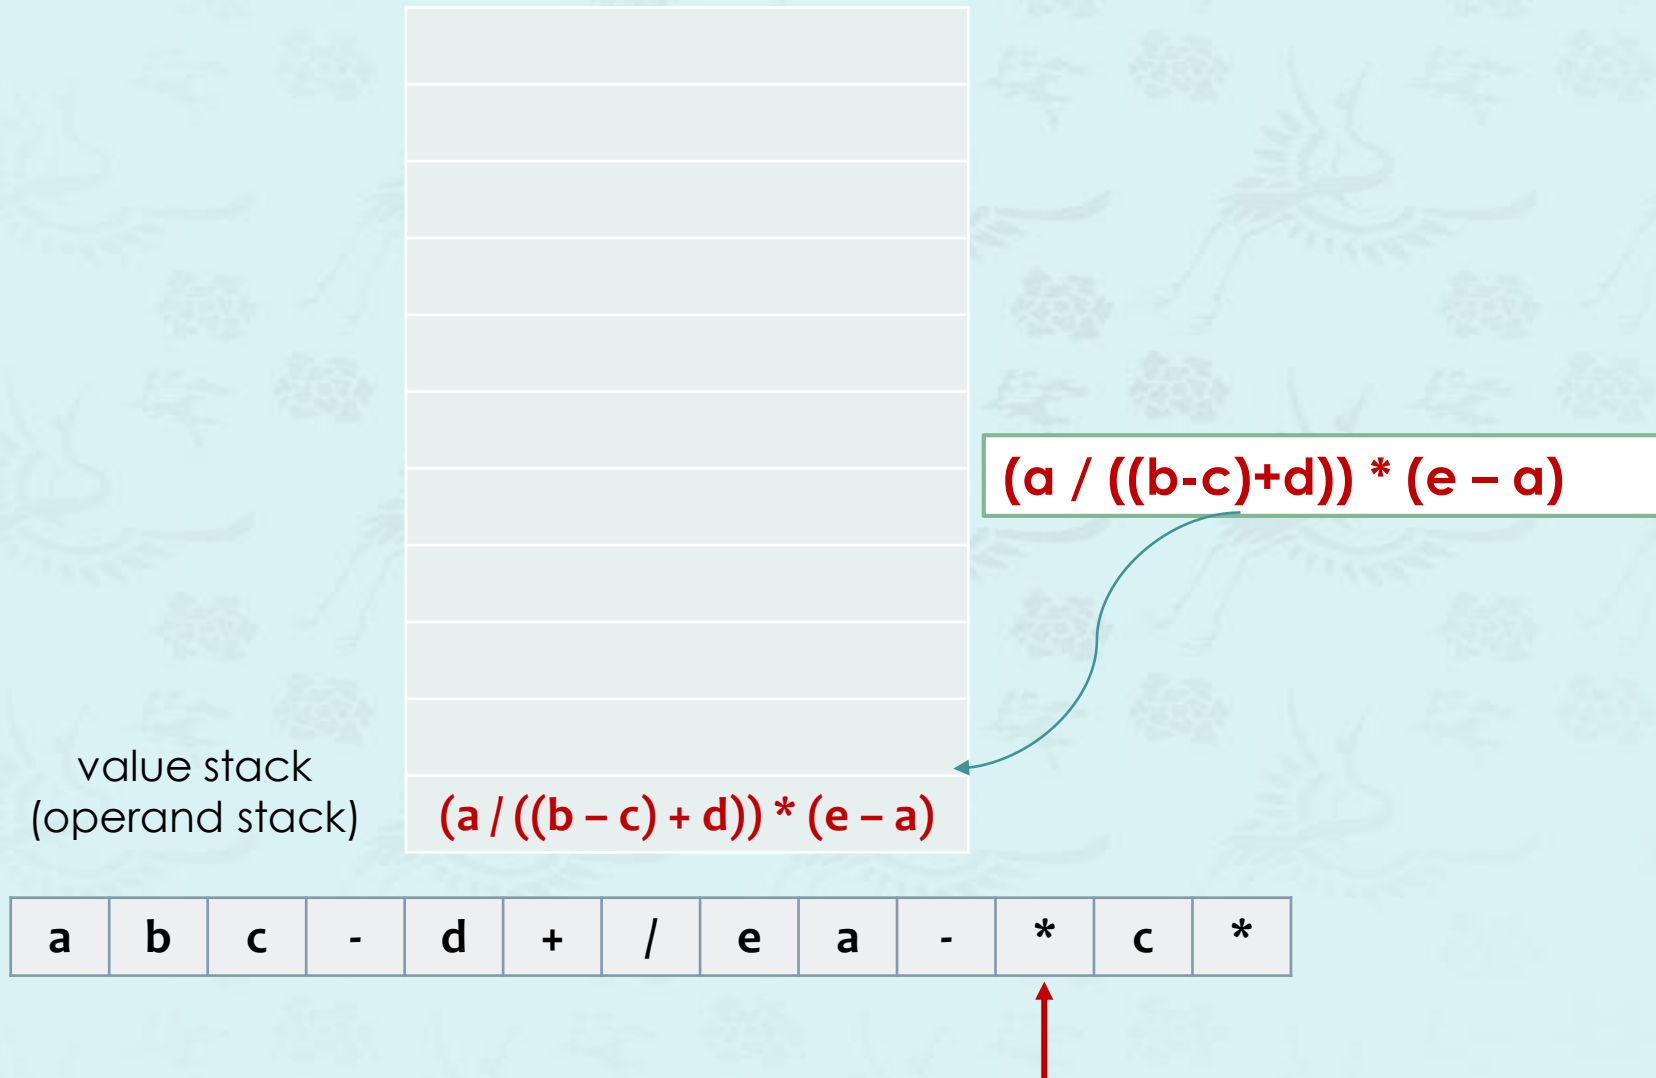 (a / ((b-c)+d)) * (e – a)
value stack
(operand stack)
(a / ((b – c) + d)) * (e – a)
a b c - d + / e a - * c *